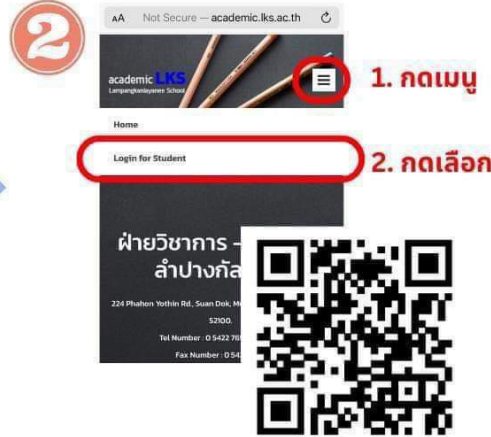 2
AA Not Secure — academic.lks.ac.th
academic LKS
Lampangkanlayanee School
1. กดเมนู
Home
Login for Student
2. กดเลือก
ฝ่ายวิชาการ -
ลำปางกัล
224 Phahon Yothin Rd., Suan Dok,
52100.
Tel Number : 0 5422
Fax Number : 0 54